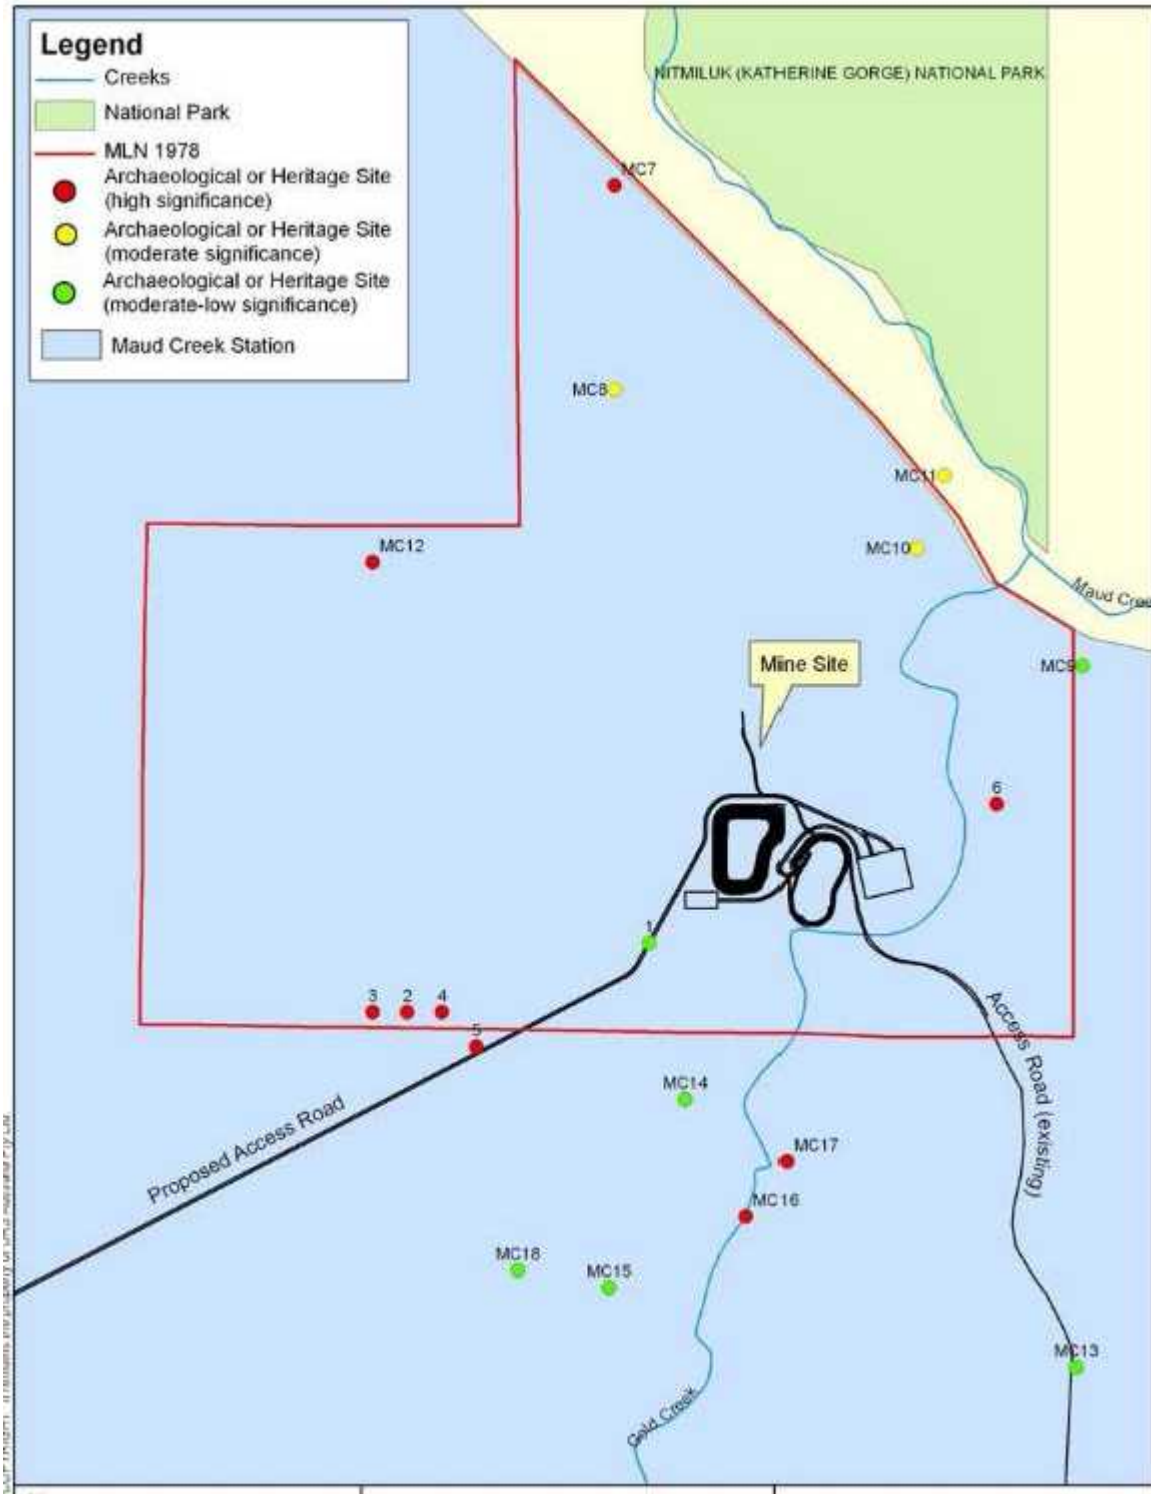 Legend
Creeks
National Park
MLN 1978
Archaeological or Heritage Site
(high significance)
Archaeological or Heritage Site
(moderate significance)
Archaeological or Heritage Site
(moderate-low significance)
Maud Creek Station
NITMILUK (KATHERINE GORGE) NATIONAL PARK
MC7
MC8
MC11
MC12
MC10
Maud Cree
Miine Site
MC9
6
1
3
2
4
5
Access Road (existing)
MC14
Proposed Access Road
MC17
MC16
MC18
MC15
MC13
Gold Creek